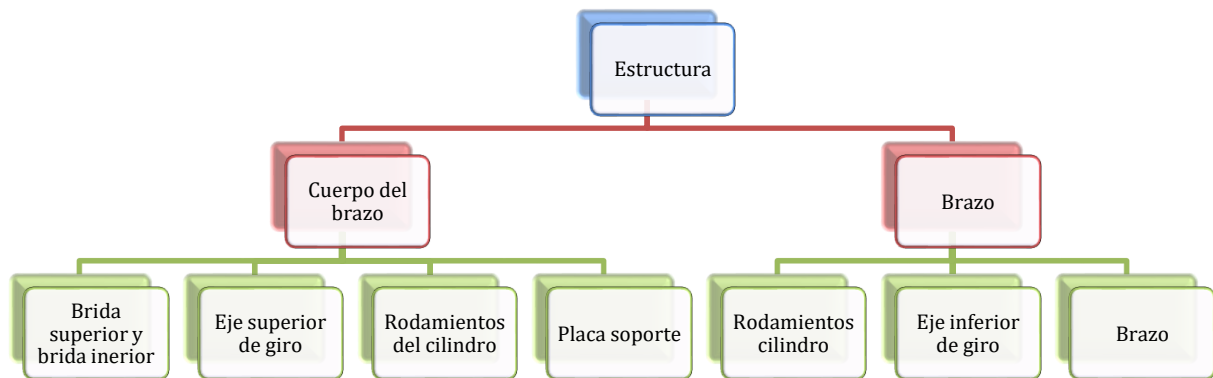 Estructura
Cuerpo del
brazo
Brazo
Brida
superior y
brida inerior
Eje superior
de giro
Rodamientos
del cilindro
Placa soporte
Rodamientos
cilindro
Eje inferior
de giro
Brazo